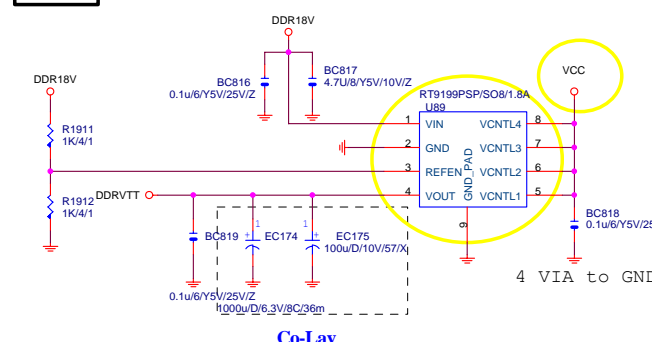 DDR18V
DDR18V
BC816
0.1u/6/Y5V/25V/Z
BC817
4.7U/8/Y5V/10V/Z
VCC
RT9199PSP/SO8/1.8A
U89
R1911
1K/4/1
1 VIN VCNTL4 8
2 GND VCNTL3 7
3 REFEN VCNTL2 6
4 VOUT VCNTL1 5
GND_PAD
9
DDRVTT
R1912
1K/4/1
BC819
0.1u/6/Y5V/25V/Z
1
+
EC174
1000u/D/6.3V/8C/36m
1
+
EC175
100u/D/10V/57/X
BC818
0.1u/6/Y5V/25
4 VIA to GND
Co-Lay